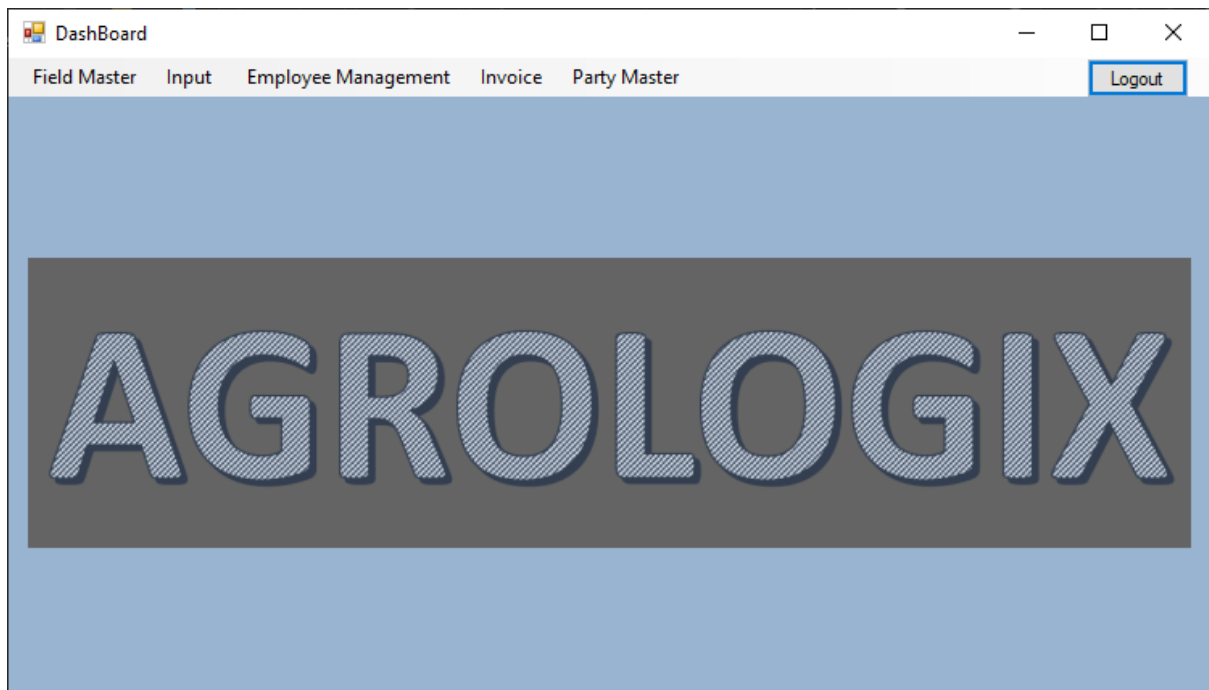 DashBoard
Field Master Input Employee Management Invoice Party Master Logout
AGROLOGIX